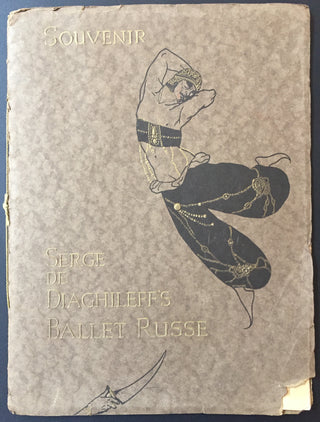 SOUVENIR
SERGE
DE
DIAGHILEFF'S
BALLET RUSSE